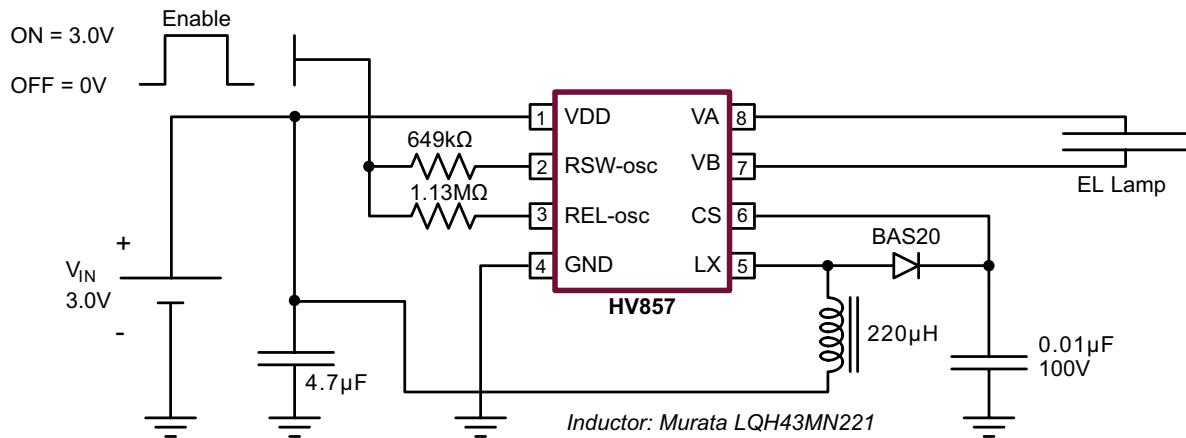 Enable
ON = 3.0V
OFF = 0V
649kΩ
1.13MΩ
1 VDD
2 RSW-osc
3 REL-osc
4 GND
VA 8
VB 7
CS 6
LX 5
HV857
EL Lamp
BAS20
+
VIN
3.0V
-
4.7µF
220µH
0.01µF
100V
Inductor: Murata LQH43MN221